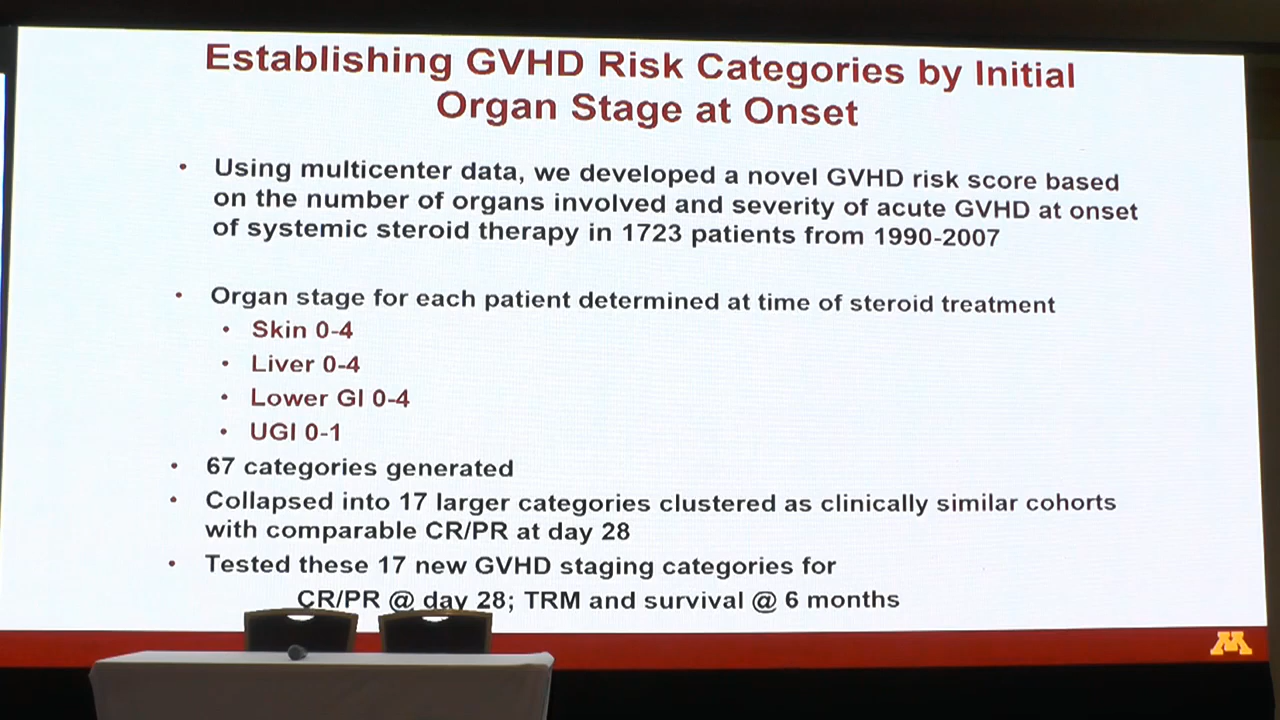 Establishing GVHD Risk Categories by Initial
Organ Stage at Onset
• Using multicenter data, we developed a novel GVHD risk score based
on the number of organs involved and severity of acute GVHD at onset
of systemic steroid therapy in 1723 patients from 1990-2007
• Organ stage for each patient determined at time of steroid treatment
• Skin 0-4
• Liver 0-4
• Lower GI 0-4
• UGI 0-1
• 67 categories generated
• Collapsed into 17 larger categories clustered as clinically similar cohorts
with comparable CR/PR at day 28
• Tested these 17 new GVHD staging categories for
CR/PR @ day 28; TRM and survival @ 6 months
M